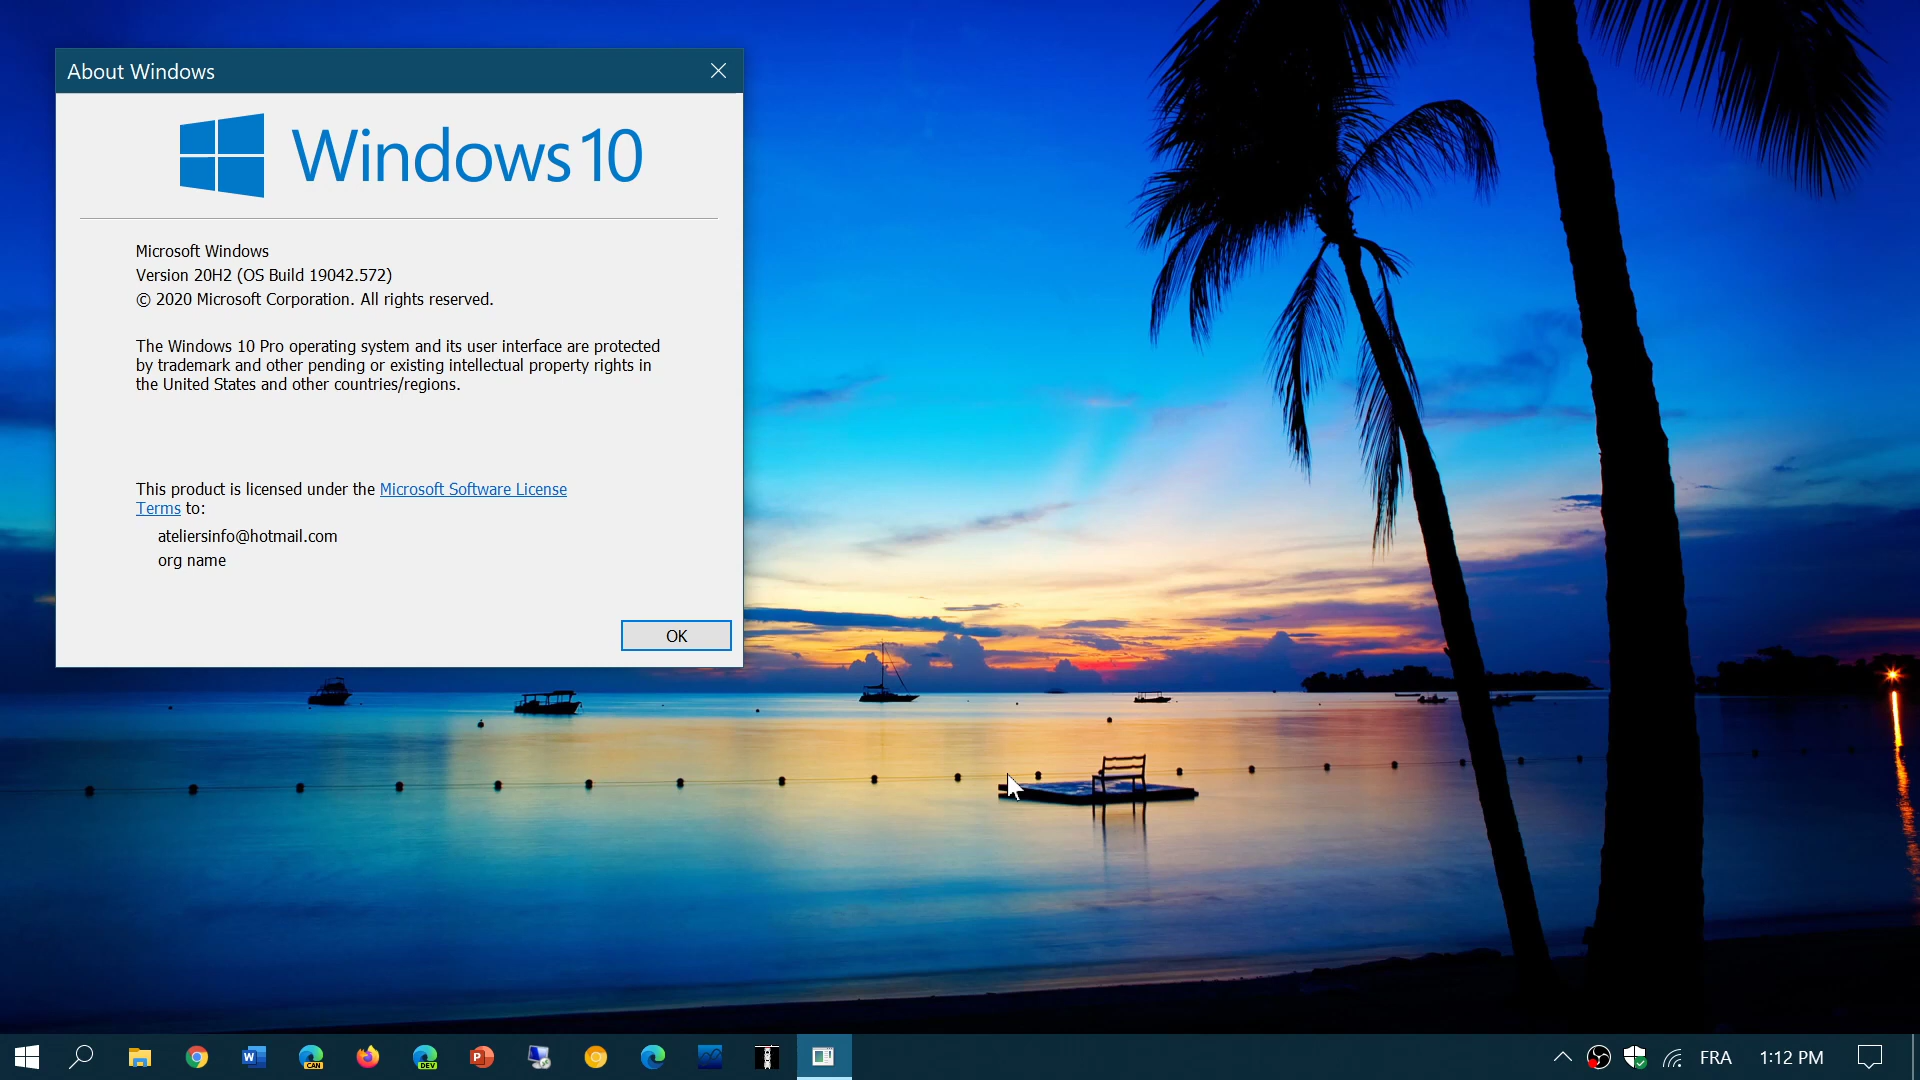 About Windows
Windows 10
Microsoft Windows
Version 20H2 (OS Build 19042.572)
© 2020 Microsoft Corporation. All rights reserved.
The Windows 10 Pro operating system and its user interface are protected
by trademark and other pending or existing intellectual property rights in
the United States and other countries/regions.
This product is licensed under the Microsoft Software License
Terms to:
ateliersinfo@hotmail.com
org name
OK
W
CAN
DEV
P
FRA
1:12 PM